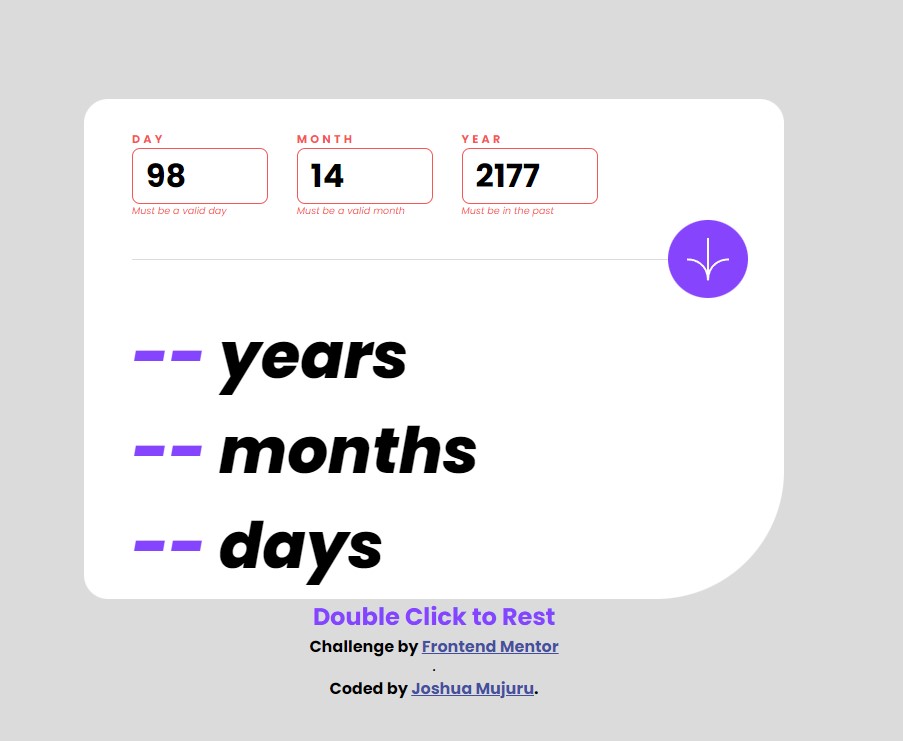 DAY MONTH YEAR
98 14 2177
Must be a valid day Must be a valid month Must be in the past
-- years
-- months
-- days
Double Click to Rest
Challenge by Frontend Mentor
.
Coded by Joshua Mujuru.